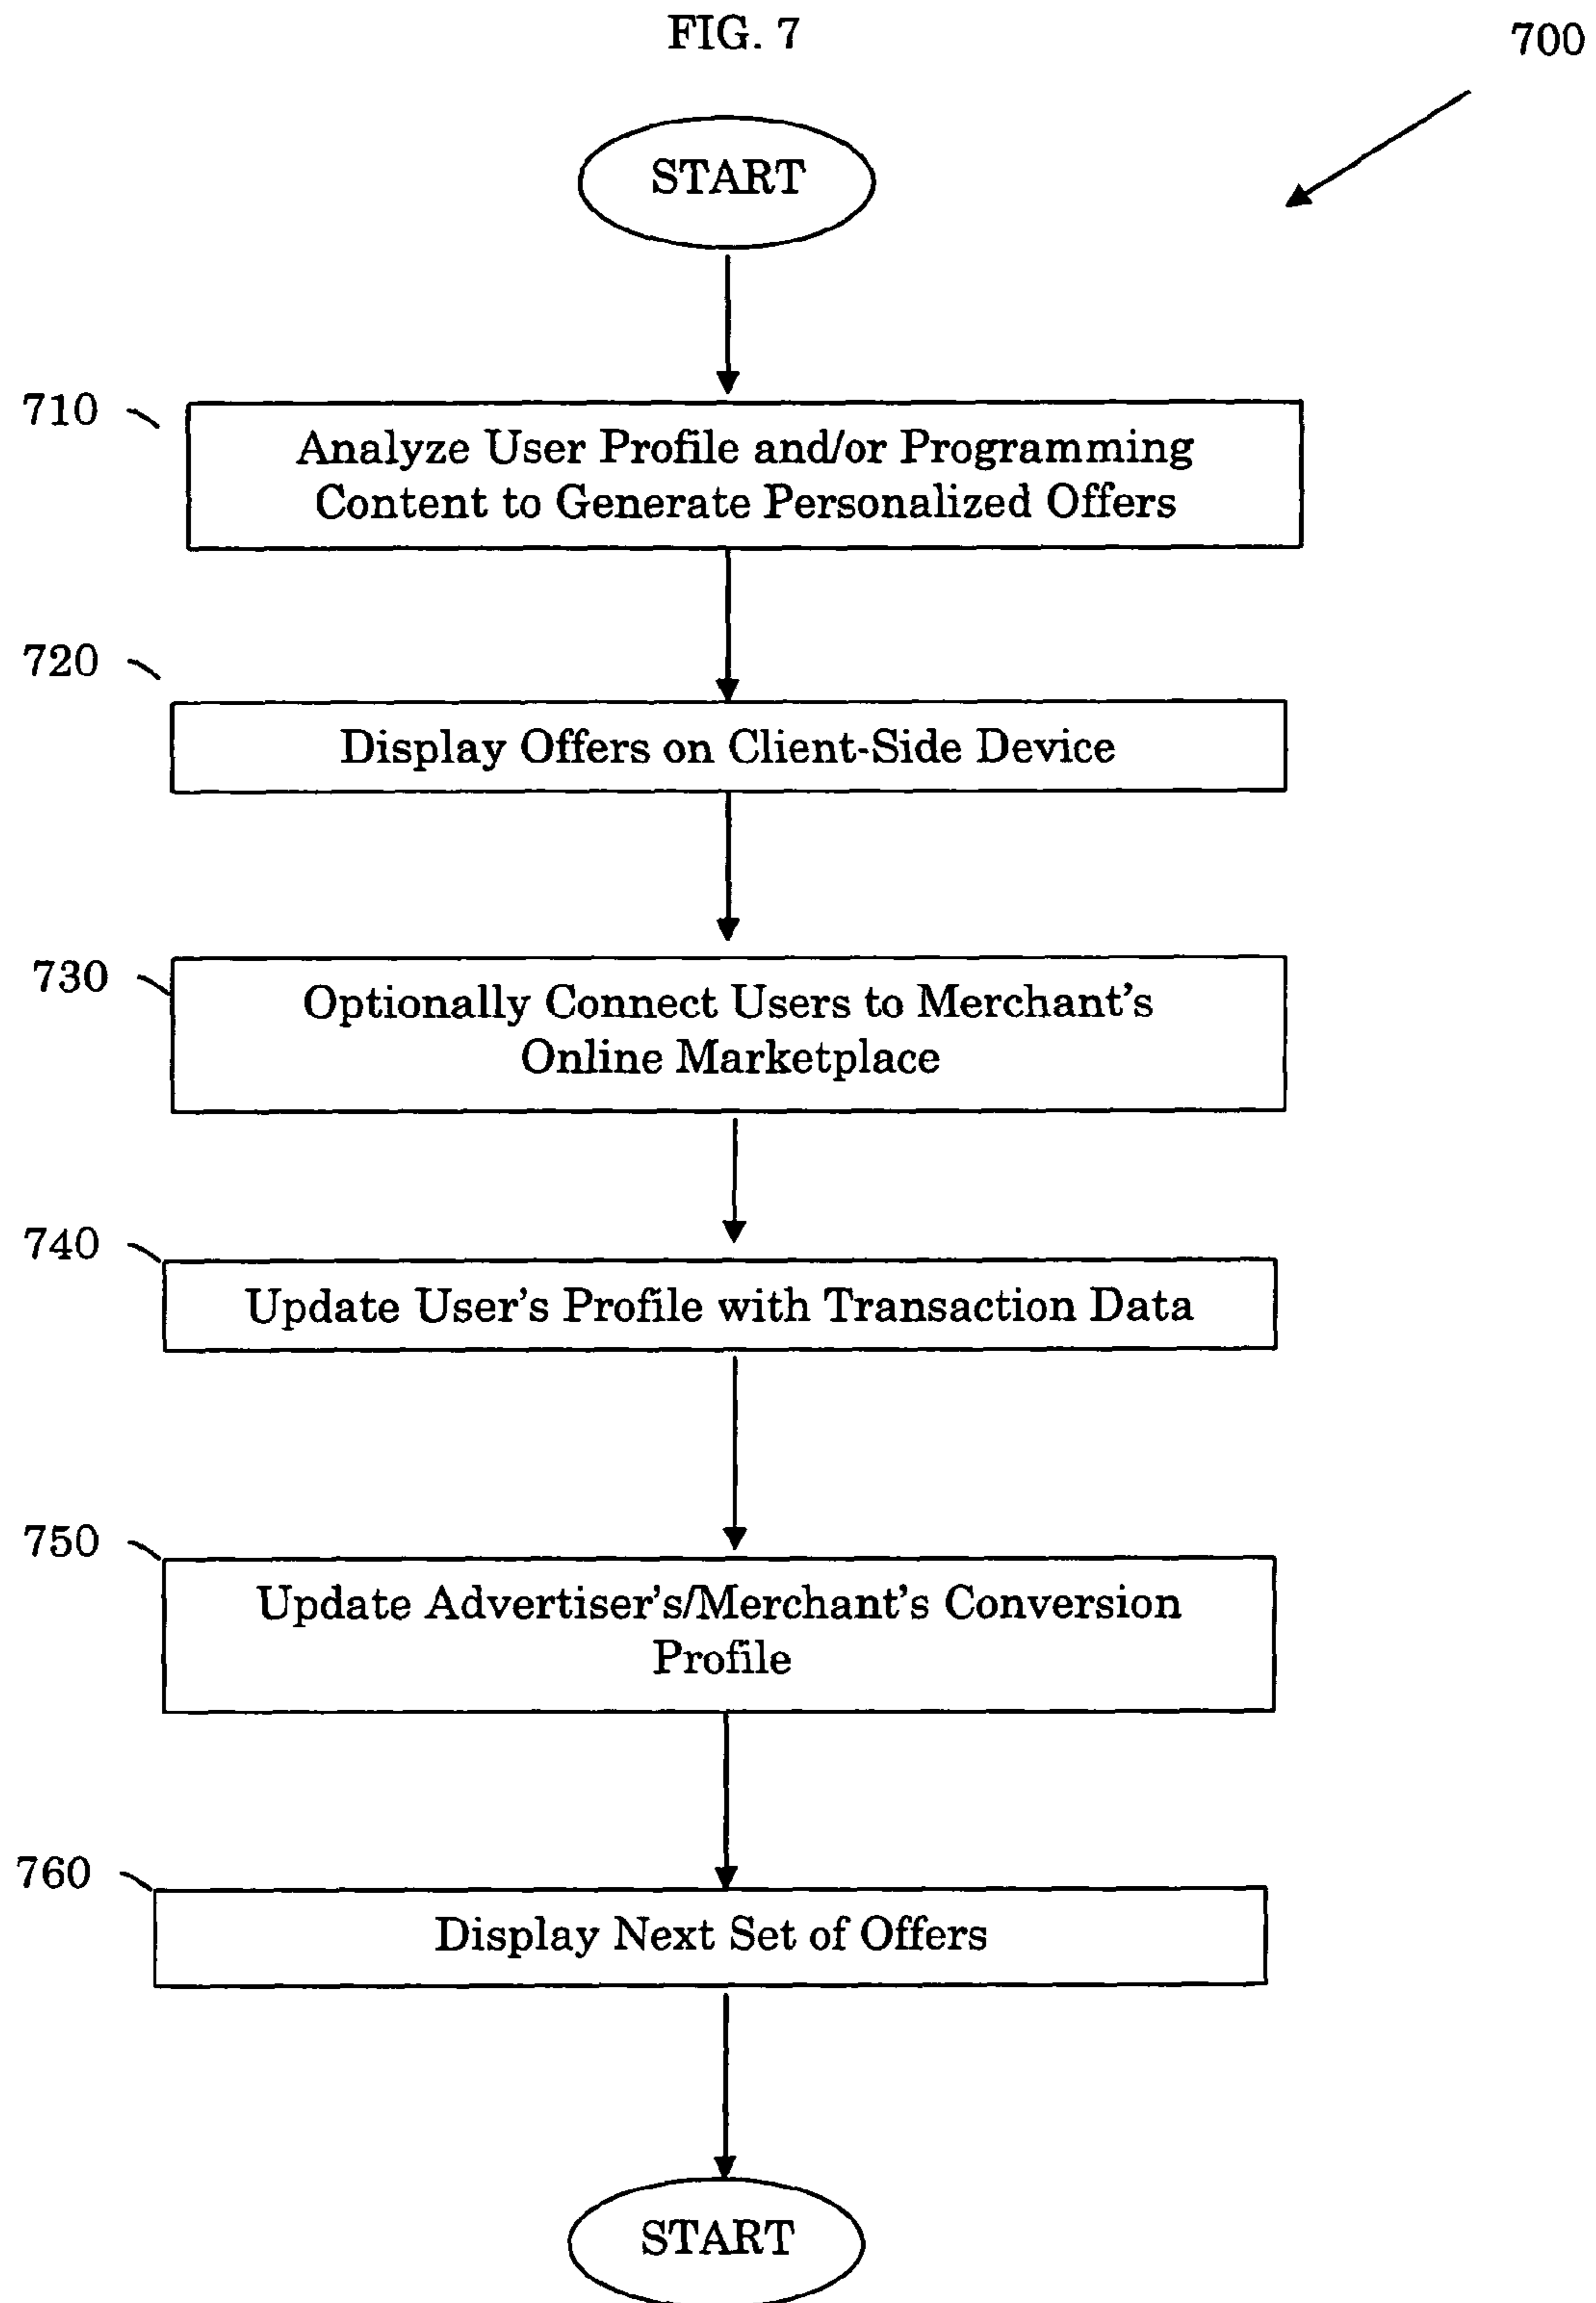 FIG. 7
700
START
710
Analyze User Profile and/or Programming
Content to Generate Personalized Offers
720
Display Offers on Client-Side Device
730
Optionally Connect Users to Merchant's
Online Marketplace
740
Update User's Profile with Transaction Data
750
Update Advertiser's/Merchant's Conversion
Profile
760
Display Next Set of Offers
START